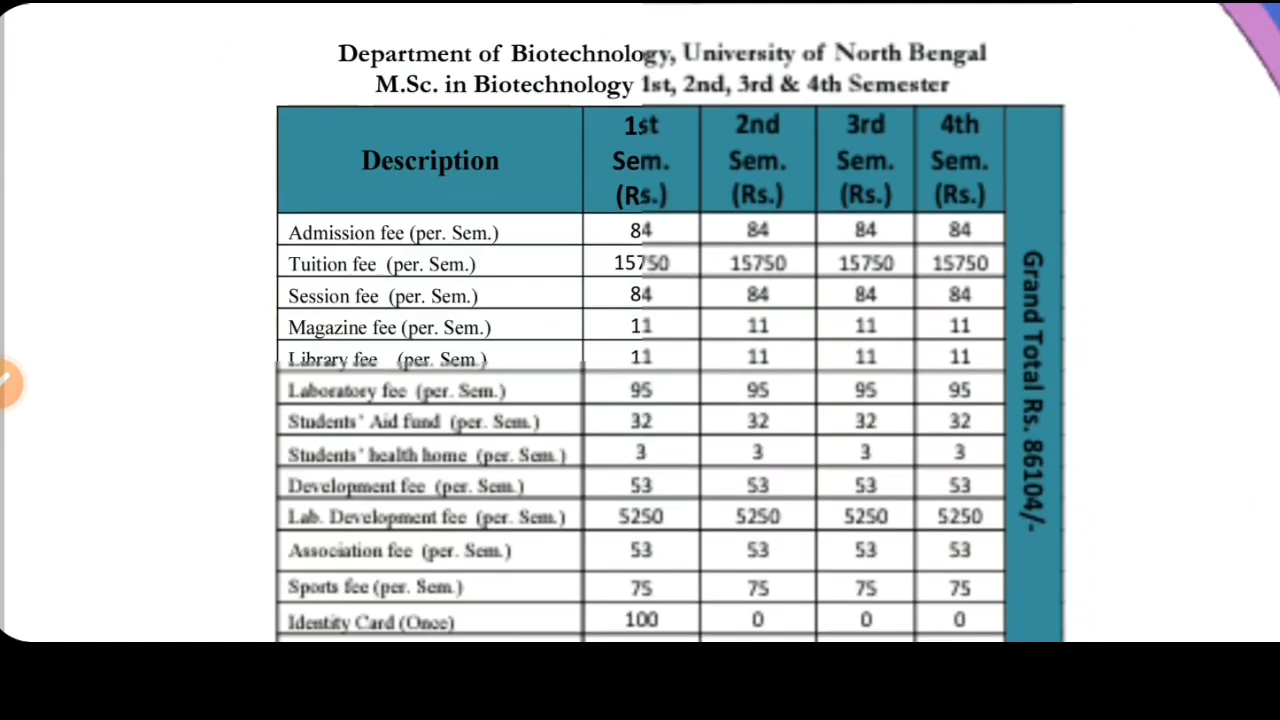 Department of Biotechnology, University of North Bengal
M.Sc. in Biotechnology 1st, 2nd, 3rd & 4th Semester
Description 1st Sem. (Rs.) 2nd Sem. (Rs.) 3rd Sem. (Rs.) 4th Sem. (Rs.)
Admission fee (per. Sem.) 84 84 84 84
Tuition fee (per. Sem.) 15750 15750 15750 15750
Session fee (per. Sem.) 84 84 84 84
Magazine fee (per. Sem.) 11 11 11 11
Library fee (per. Sem.) 11 11 11 11
Laboratory fee (per. Sem.) 95 95 95 95
Students' Aid fund (per. Sem.) 32 32 32 32
Students' health home (per. Sem.) 3 3 3 3
Development fee (per. Sem.) 53 53 53 53
Lab. Development fee (per. Sem.) 5250 5250 5250 5250
Association fee (per. Sem.) 53 53 53 53
Sports fee (per. Sem.) 75 75 75 75
Identity Card (Once) 100 0 0 0
Grand Total Rs. 86104/-